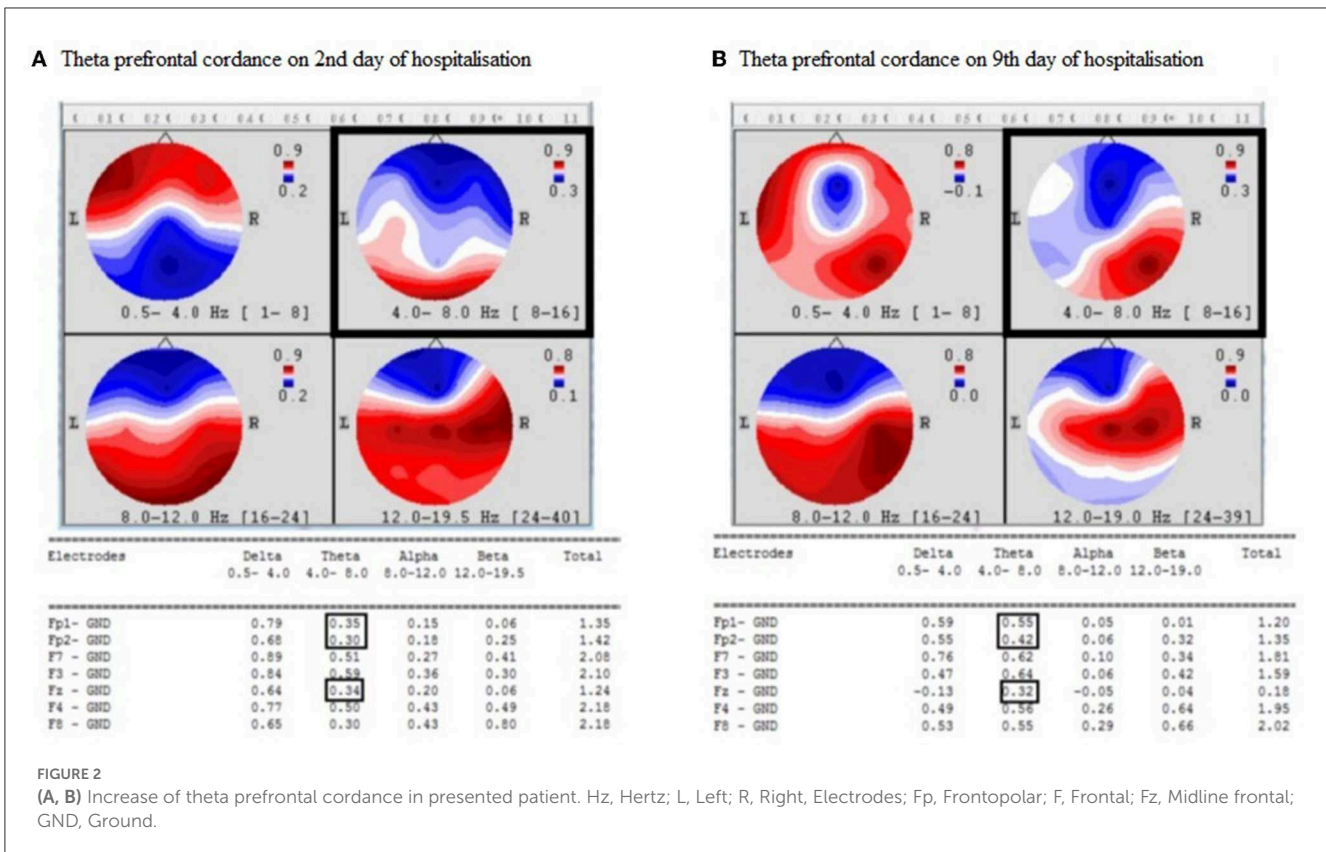 A Theta prefrontal cordance on 2nd day of hospitalisation
0.9
0.2
L
R
0.5- 4.0 Hz [ 1- 8]
0.9
0.3
L
R
4.0- 8.0 Hz [ 8-16]
0.9
0.2
L
R
8.0-12.0 Hz [16-24]
0.8
0.1
L
R
12.0-19.5 Hz [24-40]
Electrodes Delta Theta Alpha Beta Total
0.5- 4.0 4.0- 8.0 8.0-12.0 12.0-19.5
Fp1- GND 0.79 0.35 0.15 0.06 1.35
Fp2- GND 0.68 0.30 0.18 0.25 1.42
F7 - GND 0.89 0.51 0.27 0.41 2.08
F3 - GND 0.84 0.59 0.36 0.30 2.10
Fz - GND 0.64 0.34 0.20 0.06 1.24
F4 - GND 0.77 0.50 0.43 0.49 2.18
F8 - GND 0.65 0.30 0.43 0.80 2.18
B Theta prefrontal cordance on 9th day of hospitalisation
0.8
-0.1
L
R
0.5- 4.0 Hz [ 1- 8]
0.9
0.3
L
R
4.0- 8.0 Hz [ 8-16]
0.8
0.0
L
R
8.0-12.0 Hz [16-24]
0.9
0.0
L
R
12.0-19.0 Hz [24-39]
Electrodes Delta Theta Alpha Beta Total
0.5- 4.0 4.0- 8.0 8.0-12.0 12.0-19.0
Fp1- GND 0.59 0.55 0.05 0.01 1.20
Fp2- GND 0.55 0.42 0.06 0.32 1.35
F7 - GND 0.76 0.62 0.10 0.34 1.81
F3 - GND 0.47 0.64 0.06 0.42 1.59
Fz - GND -0.13 0.32 -0.05 0.04 0.18
F4 - GND 0.49 0.56 0.26 0.64 1.95
F8 - GND 0.53 0.55 0.29 0.66 2.02
FIGURE 2
(A, B) Increase of theta prefrontal cordance in presented patient. Hz, Hertz; L, Left; R, Right, Electrodes; Fp, Frontopolar; F, Frontal; Fz, Midline frontal;
GND, Ground.